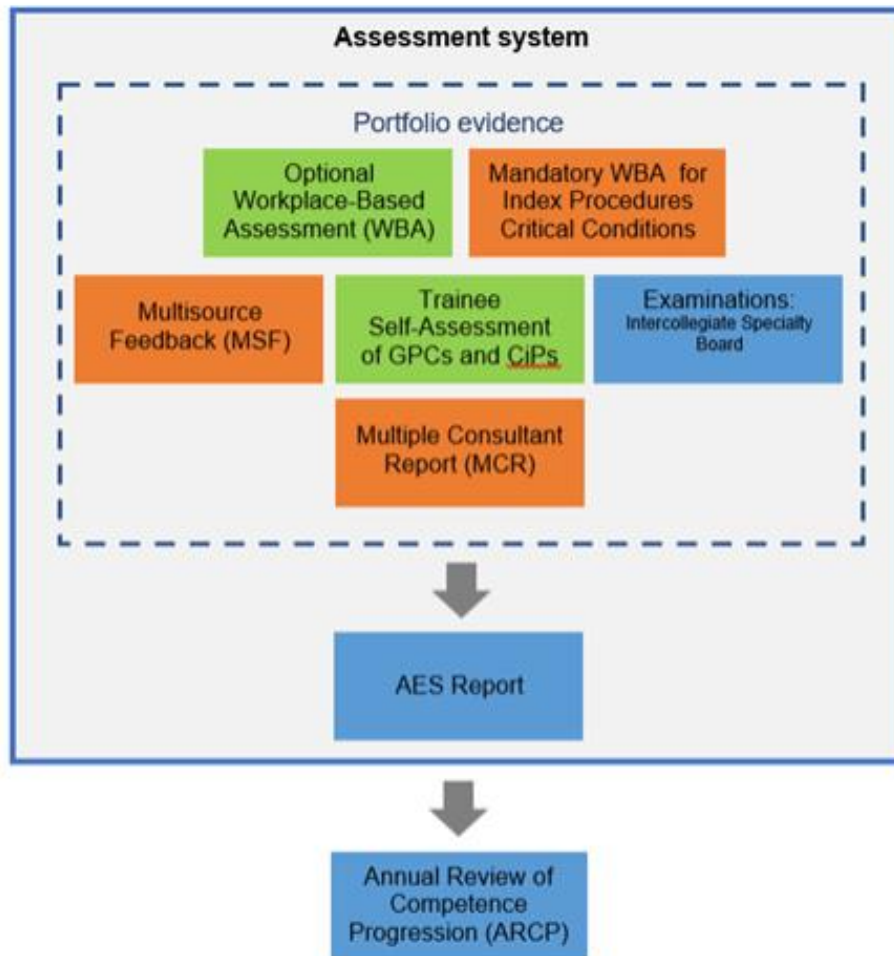 Assessment system
Portfolio evidence
Optional
Workplace-Based
Assessment (WBA)
Mandatory WBA for
Index Procedures
Critical Conditions
Multisource
Feedback (MSF)
Trainee
Self-Assessment
of GPCs and CiPs
Examinations:
Intercollegiate Specialty
Board
Multiple Consultant
Report (MCR)
AES Report
Annual Review of
Competence
Progression (ARCP)